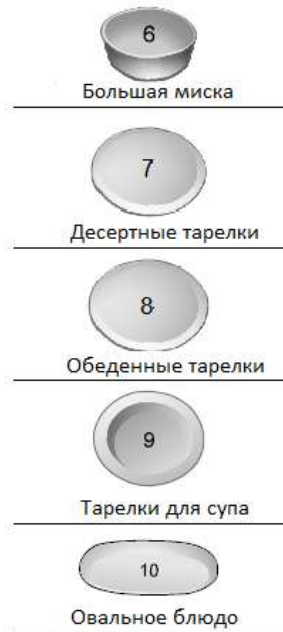 6
Большая миска
7
Десертные тарелки
8
Обеденные тарелки
9
Тарелки для супа
10
Овальное блюдо